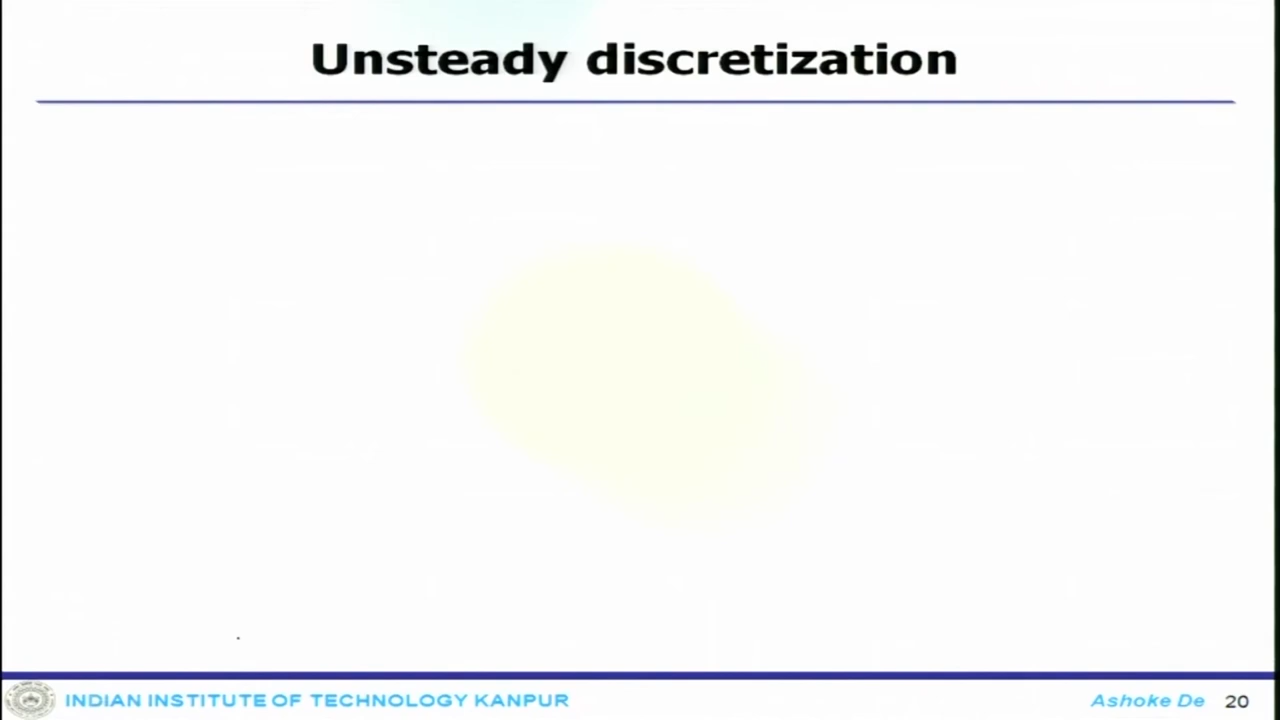 Unsteady discretization
INDIAN INSTITUTE OF TECHNOLOGY KANPUR
Ashoke De 20